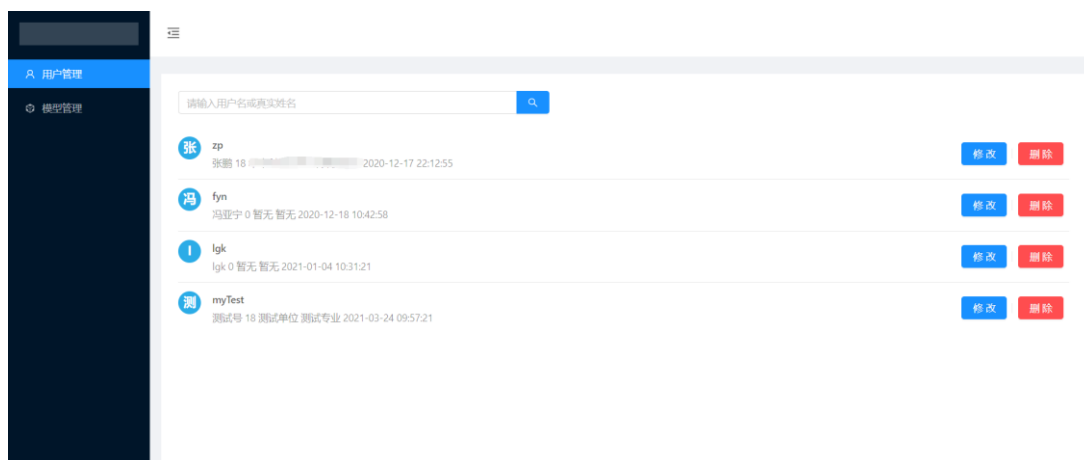 用户管理
模型管理
请输入用户名或真实姓名
张
zp
张鹏 18 2020-12-17 22:12:55
修改 删除
冯
fyn
冯亚宁 0 暂无 暂无 2020-12-18 10:42:58
修改 删除
l
lgk
lgk 0 暂无 暂无 2021-01-04 10:31:21
修改 删除
测
myTest
测试号 18 测试单位 测试专业 2021-03-24 09:57:21
修改 删除